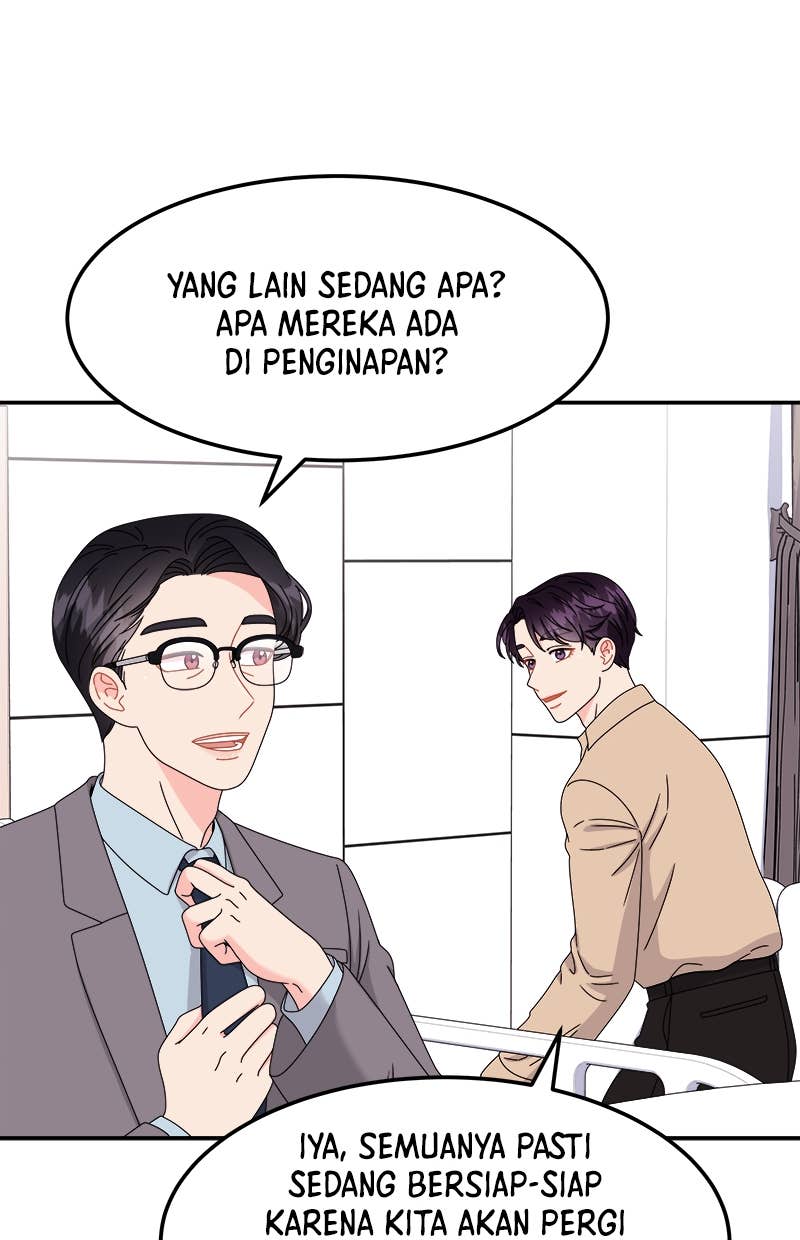 YANG LAIN SEDANG APA?
APA MEREKA ADA
DI PENGINAPAN?
IYA, SEMUANYA PASTI
SEDANG BERSIAP-SIAP
KARENA KITA AKAN PERGI